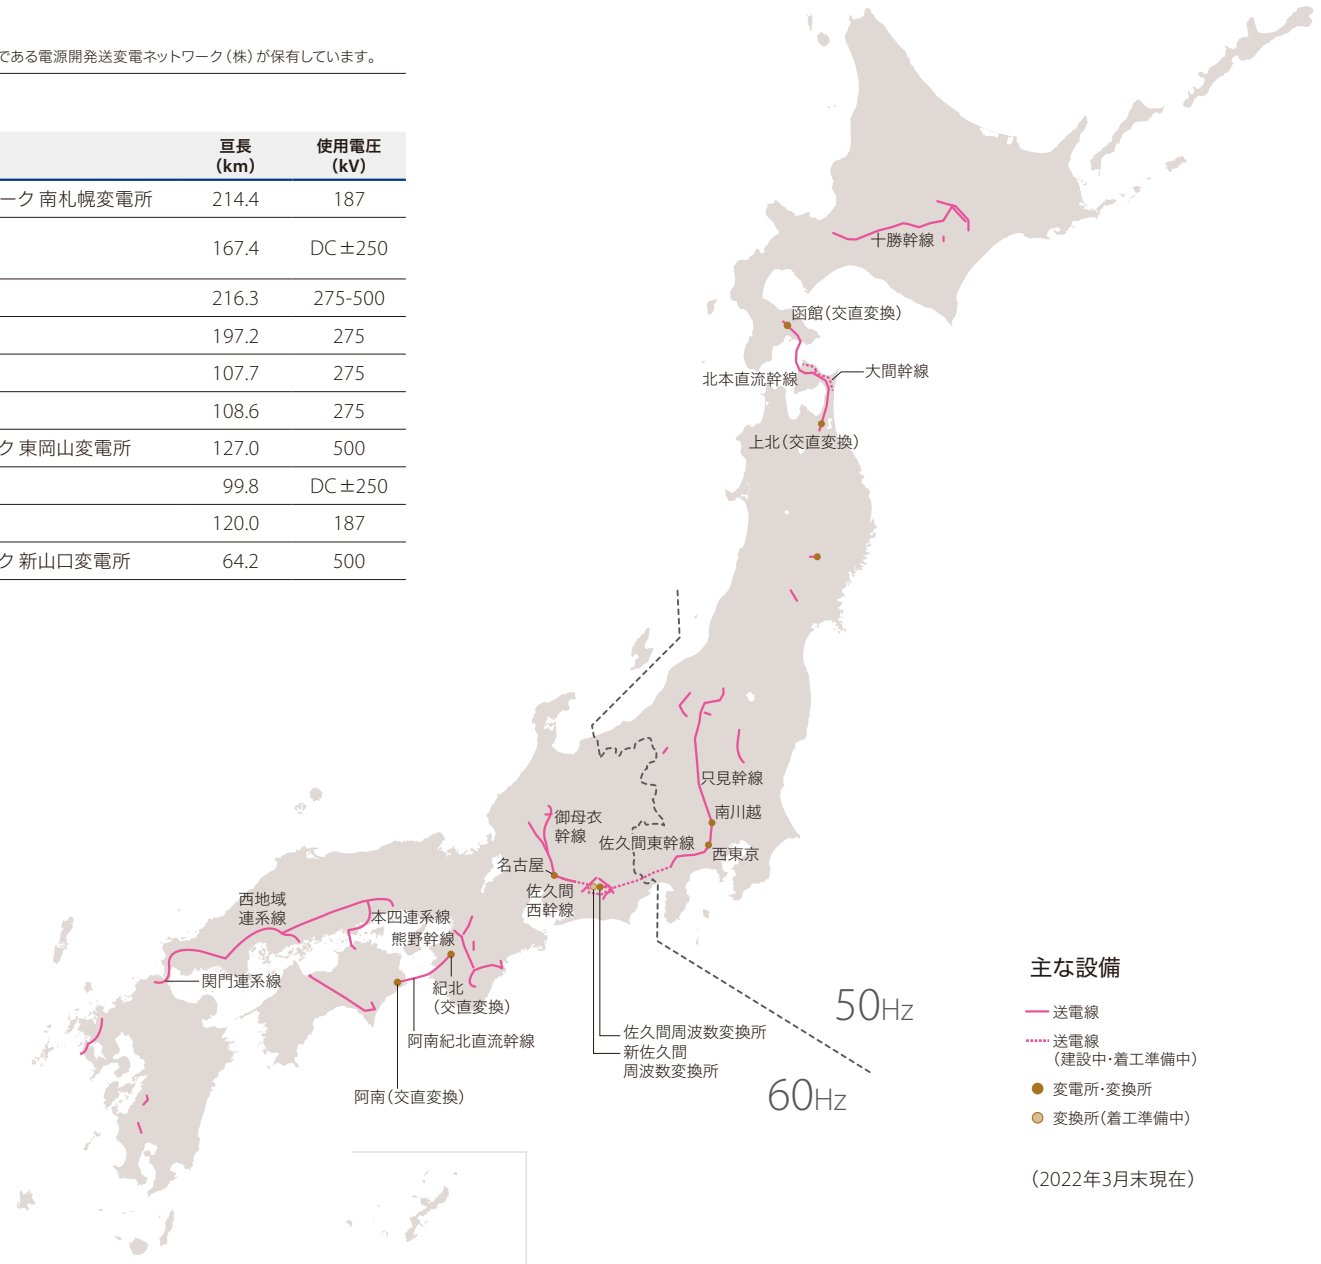 である電源開発送変電ネットワーク（株）が保有しています。
亘長
（km）
使用電圧
（kV）
ーク 南札幌変電所 214.4 187
167.4 DC±250
216.3 275-500
197.2 275
107.7 275
108.6 275
ク 東岡山変電所 127.0 500
99.8 DC±250
120.0 187
ク 新山口変電所 64.2 500
十勝幹線
函館（交直変換）
北本直流幹線
大間幹線
上北（交直変換）
只見幹線
南川越
御母衣
幹線
佐久間東幹線
西東京
名古屋
佐久間
西幹線
西地域
連系線
本四連系線
熊野幹線
関門連系線
紀北
（交直変換）
阿南紀北直流幹線
阿南（交直変換）
佐久間周波数変換所
新佐久間
周波数変換所
50Hz
60Hz
主な設備
送電線
送電線
（建設中・着工準備中）
変電所・変換所
変換所（着工準備中）
（2022年3月末現在）